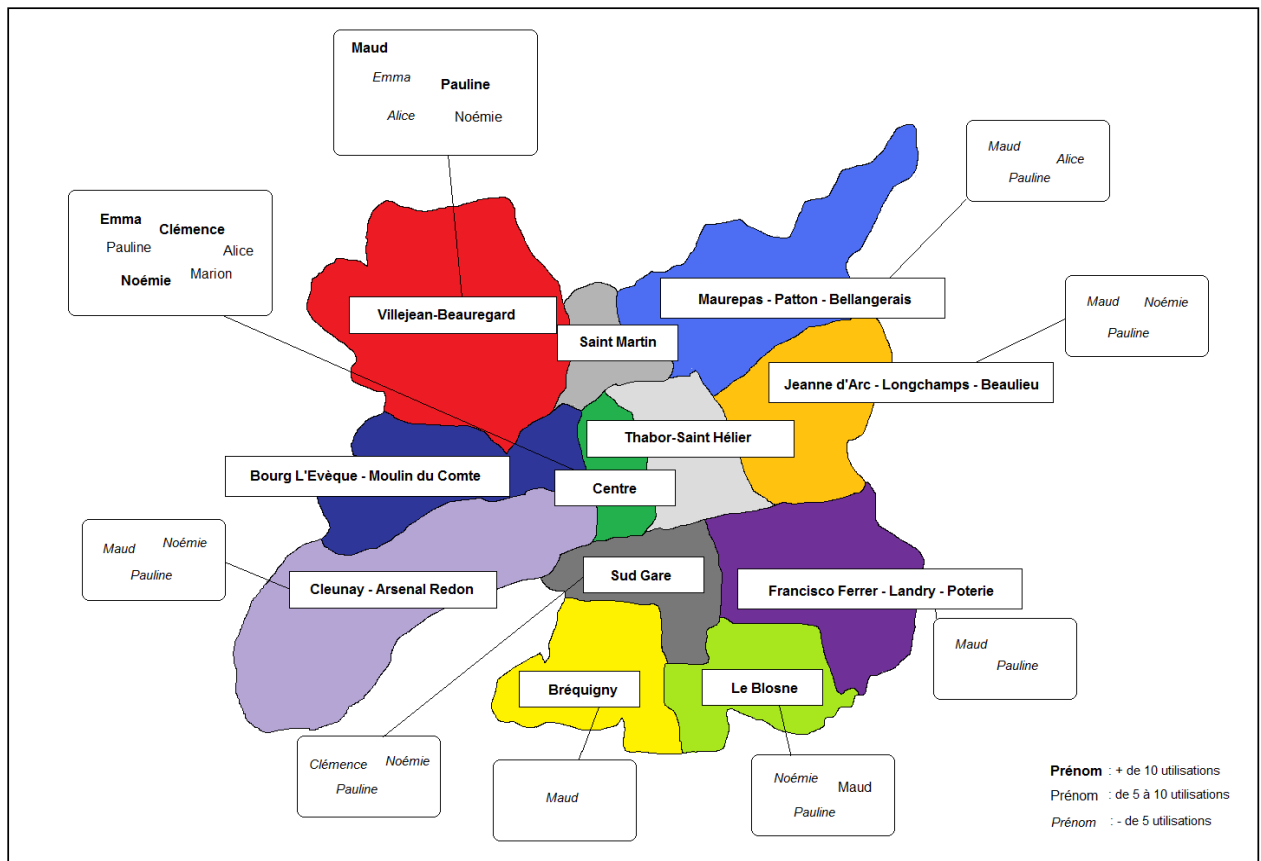 Maud
Emma
Pauline
Alice
Noémie
Maud
Alice
Pauline
Emma
Clémence
Pauline
Alice
Noémie
Marion
Maud
Noémie
Pauline
Villejean-Beauregard
Maurepas - Patton - Bellangerais
Saint Martin
Jeanne d'Arc - Longchamps - Beaulieu
Thabor-Saint Hélier
Bourg L'Evèque - Moulin du Comte
Centre
Maud
Noémie
Pauline
Cleunay - Arsenal Redon
Sud Gare
Francisco Ferrer - Landry - Poterie
Maud
Pauline
Bréquigny
Le Blosne
Clémence
Noémie
Pauline
Maud
Noémie
Maud
Pauline
Prénom : + de 10 utilisations
Prénom : de 5 à 10 utilisations
Prénom : - de 5 utilisations